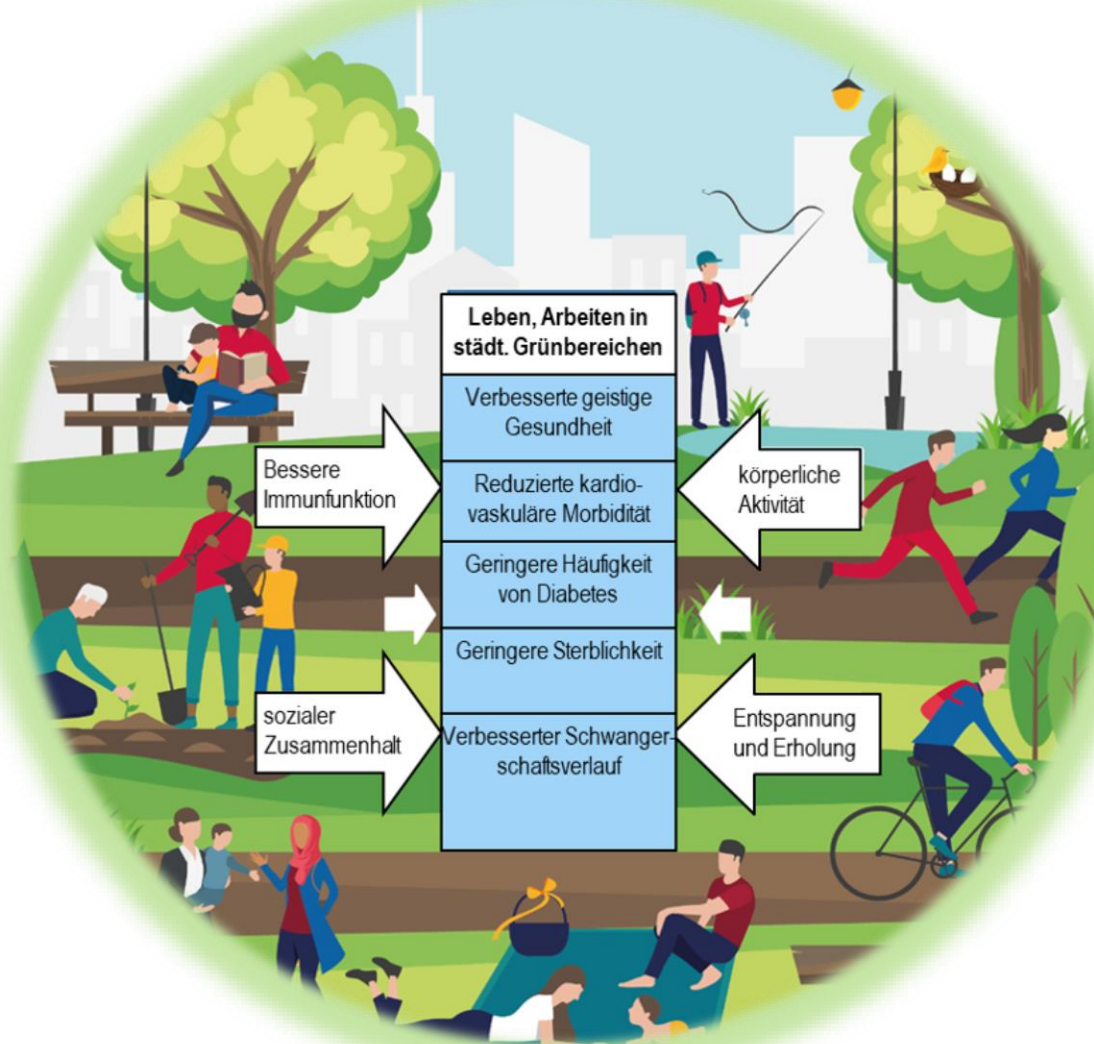 Leben, Arbeiten in
städt. Grünbereichen
Verbesserte geistige
Gesundheit
Reduzierte kardio-
vaskuläre Morbidität
Geringere Häufigkeit
von Diabetes
Geringere Sterblichkeit
Verbesserter Schwanger-
schaftsverlauf
Bessere
Immunfunktion
sozialer
Zusammenhalt
körperliche
Aktivität
Entspannung
und Erholung